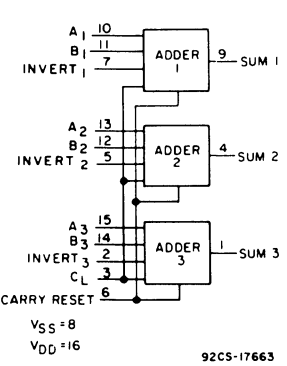 A1 10
B1 11
INVERT1 7
ADDER 1
9 SUM 1
A2 13
B2 12
INVERT 2 5
ADDER 2
4 SUM 2
A3 15
B3 14
INVERT3 2
CL 3
ADDER 3
1 SUM 3
CARRY RESET 6
VSS = 8
VDD = 16
92CS-17663